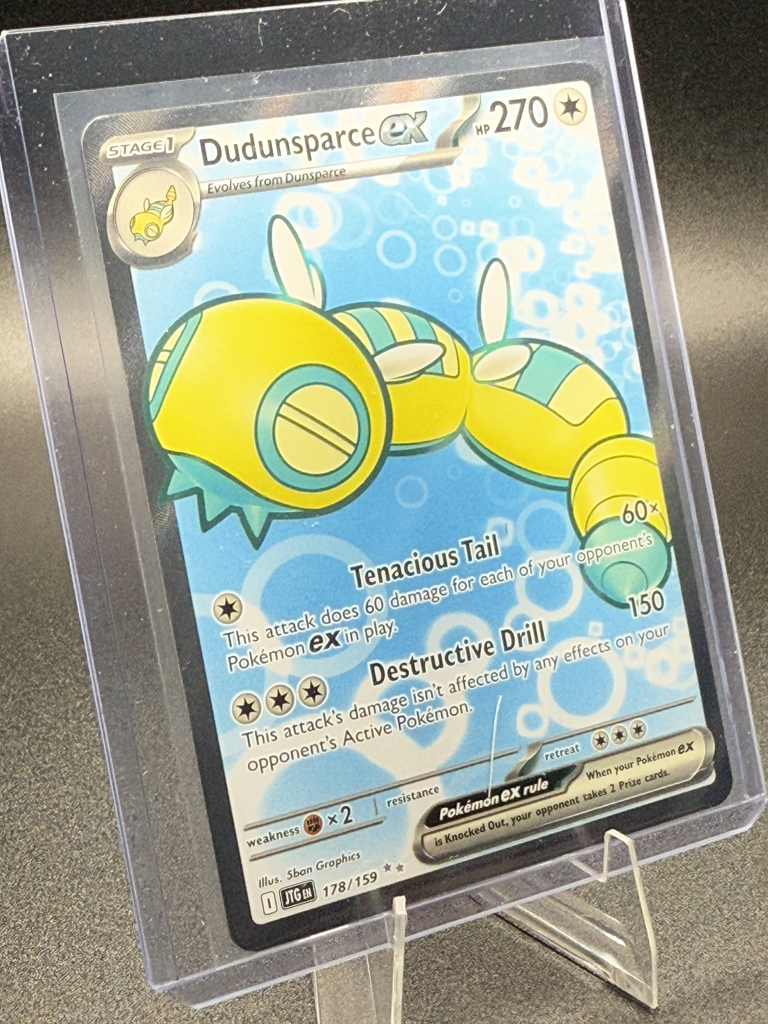 STAGE 1
Dudunsparce ex
HP 270
Evolves from Dunsparce
Tenacious Tail
60×
This attack does 60 damage for each of your opponent's
Pokémon ex in play.
Destructive Drill
150
This attack's damage isn't affected by any effects on your
opponent's Active Pokémon.
weakness ×2
resistance
retreat
Pokémon ex rule
When your Pokémon ex
is Knocked Out, your opponent takes 2 Prize cards.
Illus. 5ban Graphics
I JTG EN 178/159 ★★